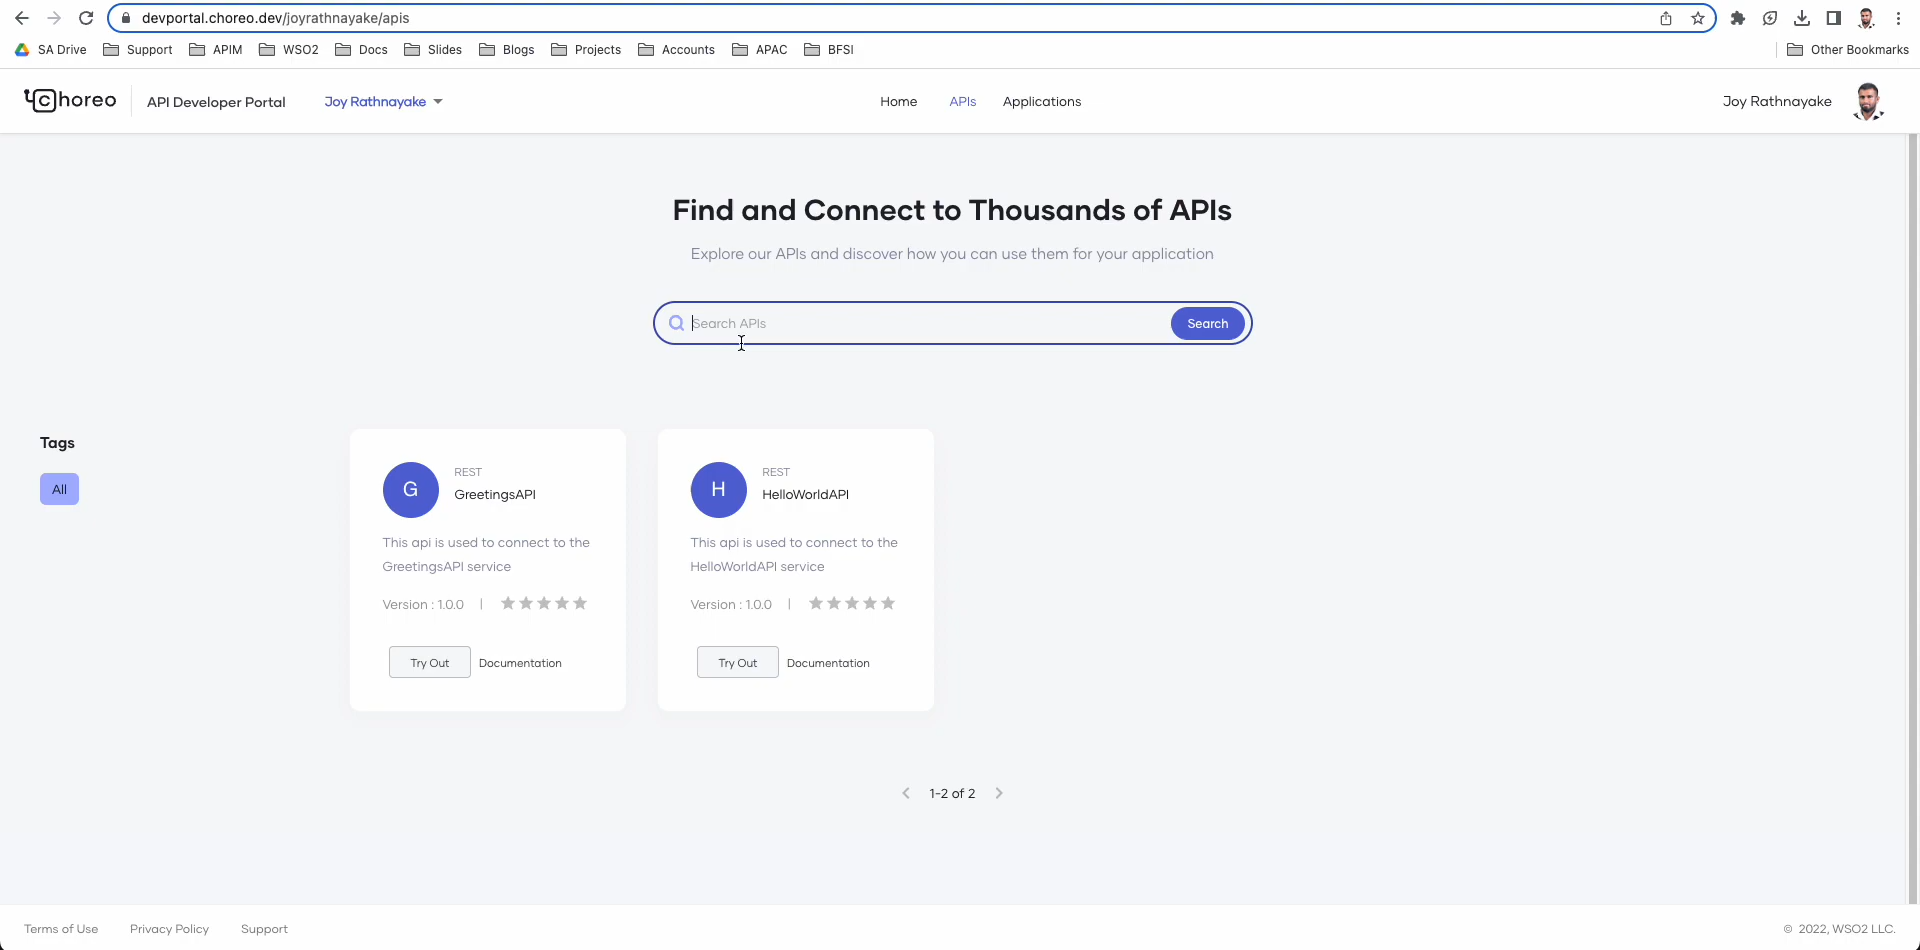 devportal.choreo.dev/joyrathnayake/apis
SA Drive Support APIM WSO2 Docs Slides Blogs Projects Accounts APAC BFSI Other Bookmarks
Choreo API Developer Portal Joy Rathnayake Home APIs Applications Joy Rathnayake
Find and Connect to Thousands of APIs
Explore our APIs and discover how you can use them for your application
Search APIs Search
Tags
All
G REST
GreetingsAPI
This api is used to connect to the
GreetingsAPI service
Version : 1.0.0 |
Try Out Documentation
H REST
HelloWorldAPI
This api is used to connect to the
HelloWorldAPI service
Version : 1.0.0 |
Try Out Documentation
1-2 of 2
Terms of Use Privacy Policy Support © 2022, WSO2 LLC.